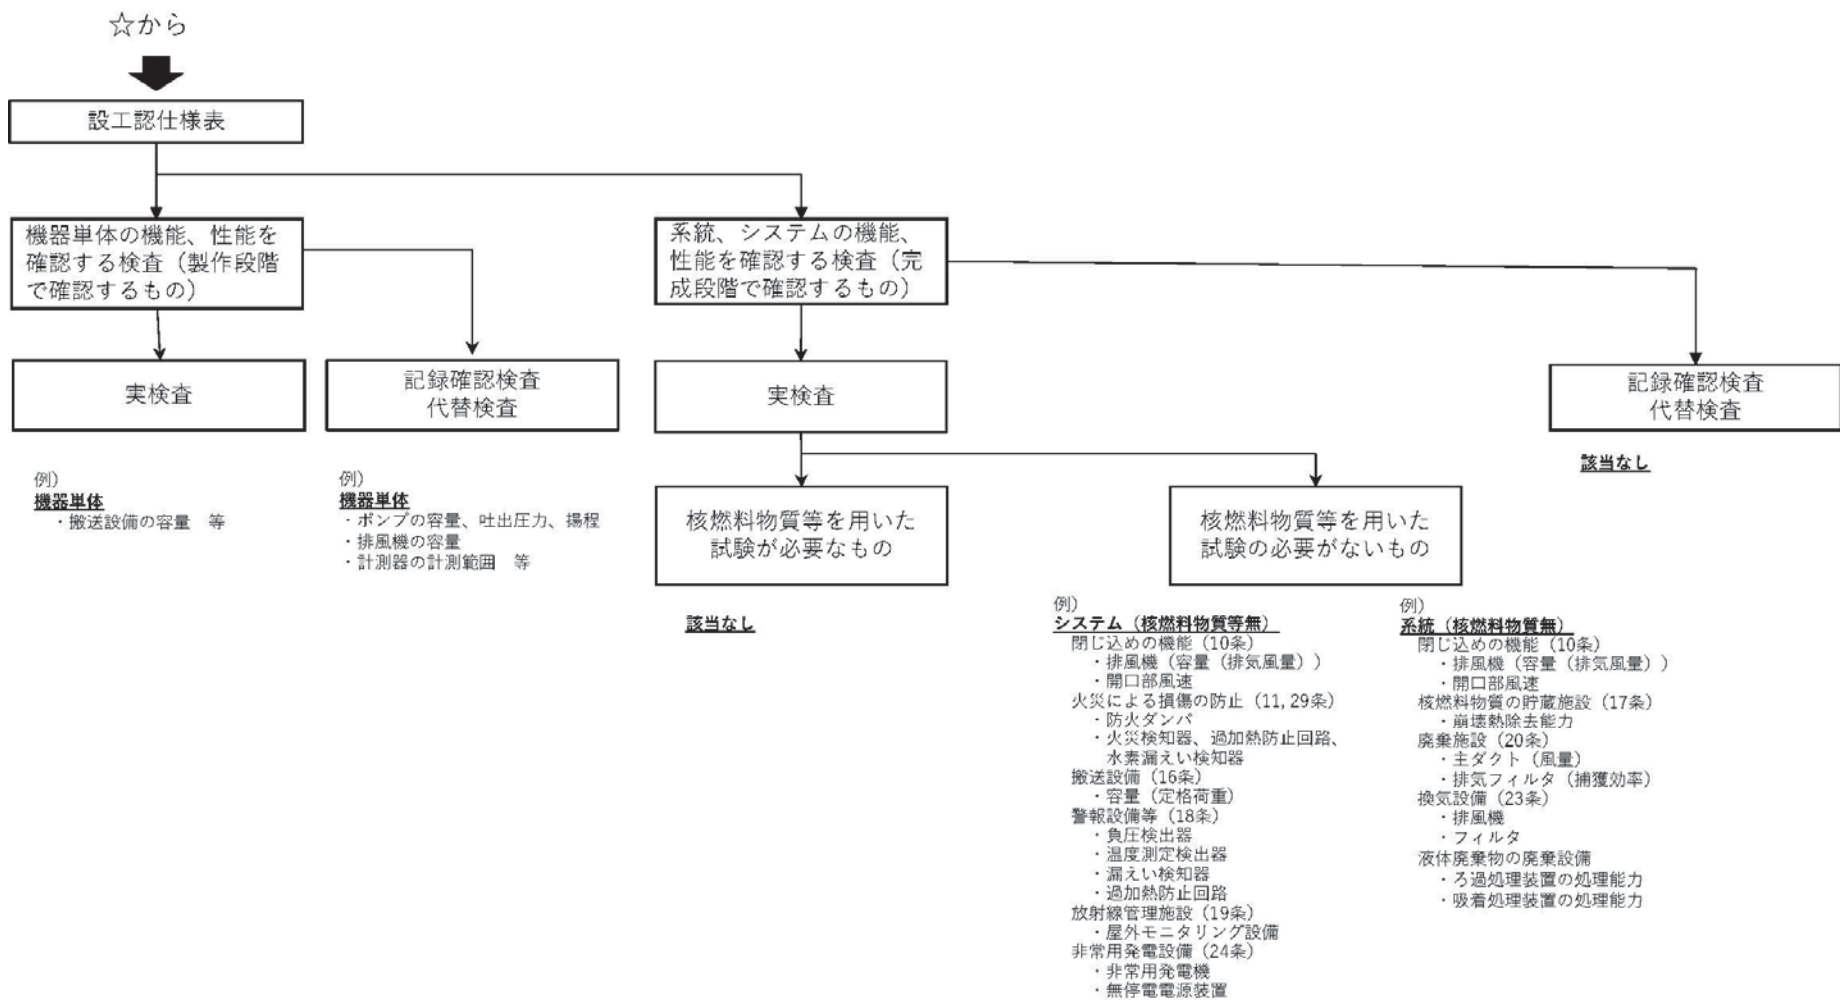 ☆から
設工認仕様表
機器単体の機能、性能を
確認する検査（製作段階
で確認するもの）
系統、システムの機能、
性能を確認する検査（完
成段階で確認するもの）
実検査
記録確認検査
代替検査
実検査
記録確認検査
代替検査
該当なし
例）
機器単体
・搬送設備の容量　等
例）
機器単体
・ポンプの容量、吐出圧力、揚程
・排風機の容量
・計測器の計測範囲　等
核燃料物質等を用いた
試験が必要なもの
核燃料物質等を用いた
試験の必要がないもの
該当なし
例）
システム（核燃料物質等無）
閉じ込めの機能（10条）
・排風機（容量（排気風量））
・開口部風速
火災による損傷の防止（11, 29条）
・防火ダンパ
・火災検知器、過加熱防止回路、
水素漏えい検知器
搬送設備（16条）
・容量（定格荷重）
警報設備等（18条）
・負圧検出器
・温度測定検出器
・漏えい検知器
・過加熱防止回路
放射線管理施設（19条）
・屋外モニタリング設備
非常用発電設備（24条）
・非常用発電機
・無停電電源装置
例）
系統（核燃料物質無）
閉じ込めの機能（10条）
・排風機（容量（排気風量））
・開口部風速
核燃料物質の貯蔵施設（17条）
・崩壊熱除去能力
廃棄施設（20条）
・主ダクト（風量）
・排気フィルタ（捕獲効率）
換気設備（23条）
・排風機
・フィルタ
液体廃棄物の廃棄設備
・ろ過処理装置の処理能力
・吸着処理装置の処理能力